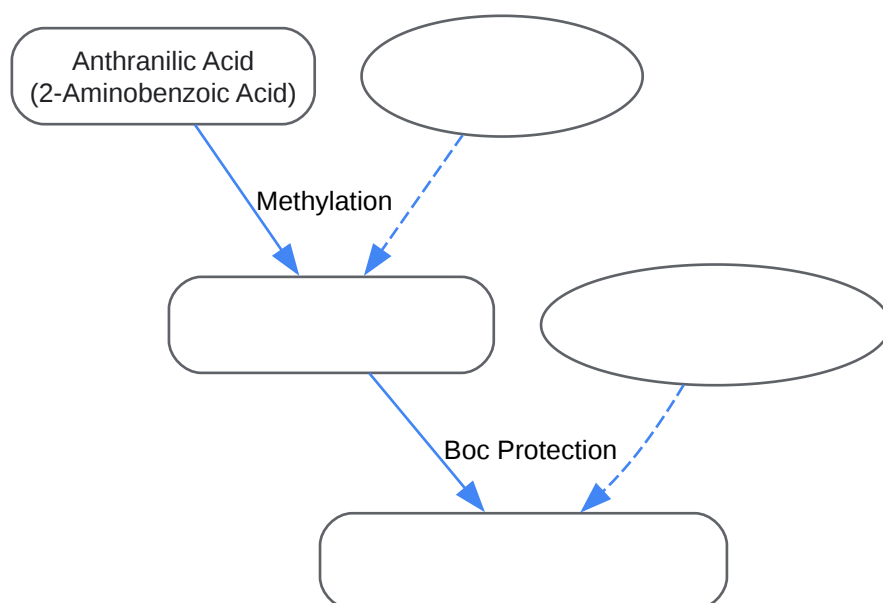 Anthranilic Acid
(2-Aminobenzoic Acid)
Methylation
Boc Protection